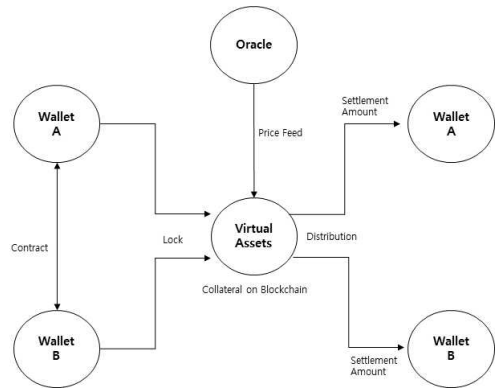 Oracle
Settlement
Amount
Wallet
A
Wallet
A
Price Feed
Contract
Lock
Virtual
Assets
Distribution
Collateral on Blockchain
Wallet
B
Settlement
Amount
Wallet
B